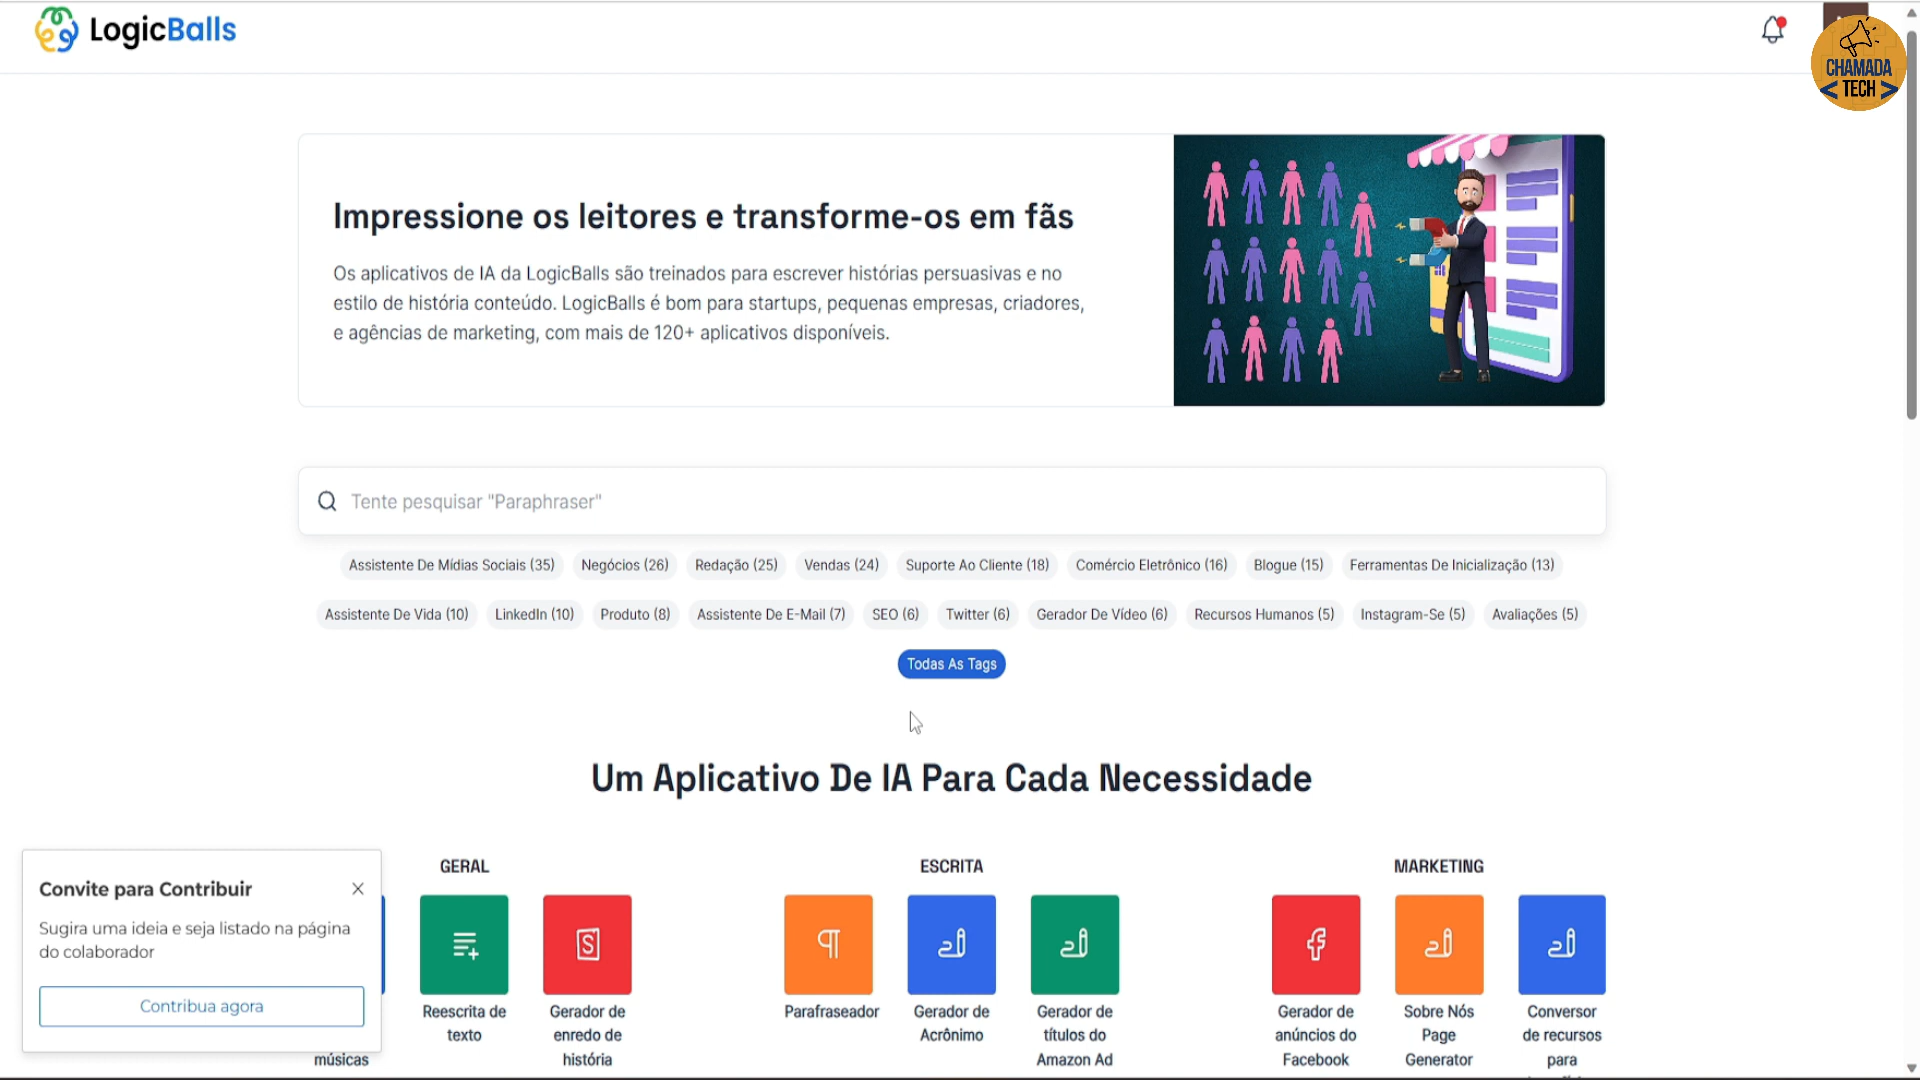 LogicBalls
CHAMADA
< TECH >
Impressione os leitores e transforme-os em fãs
Os aplicativos de IA da LogicBalls são treinados para escrever histórias persuasivas e no
estilo de história conteúdo. LogicBalls é bom para startups, pequenas empresas, criadores,
e agências de marketing, com mais de 120+ aplicativos disponíveis.
Tente pesquisar "Paraphraser"
Assistente De Mídias Sociais (35) Negócios (26) Redação (25) Vendas (24) Suporte Ao Cliente (18) Comércio Eletrônico (16) Blogue (15) Ferramentas De Inicialização (13)
Assistente De Vida (10) LinkedIn (10) Produto (8) Assistente De E-Mail (7) SEO (6) Twitter (6) Gerador De Vídeo (6) Recursos Humanos (5) Instagram-Se (5) Avaliações (5)
Todas As Tags
Um Aplicativo De IA Para Cada Necessidade
Convite para Contribuir
Sugira uma ideia e seja listado na página
do colaborador
Contribua agora
músicas
GERAL
Reescrita de
texto
Gerador de
enredo de
história
ESCRITA
Parafraseador
Gerador de
Acrônimo
Gerador de
títulos do
Amazon Ad
MARKETING
Gerador de
anúncios do
Facebook
Sobre Nós
Page
Generator
Conversor
de recursos
para